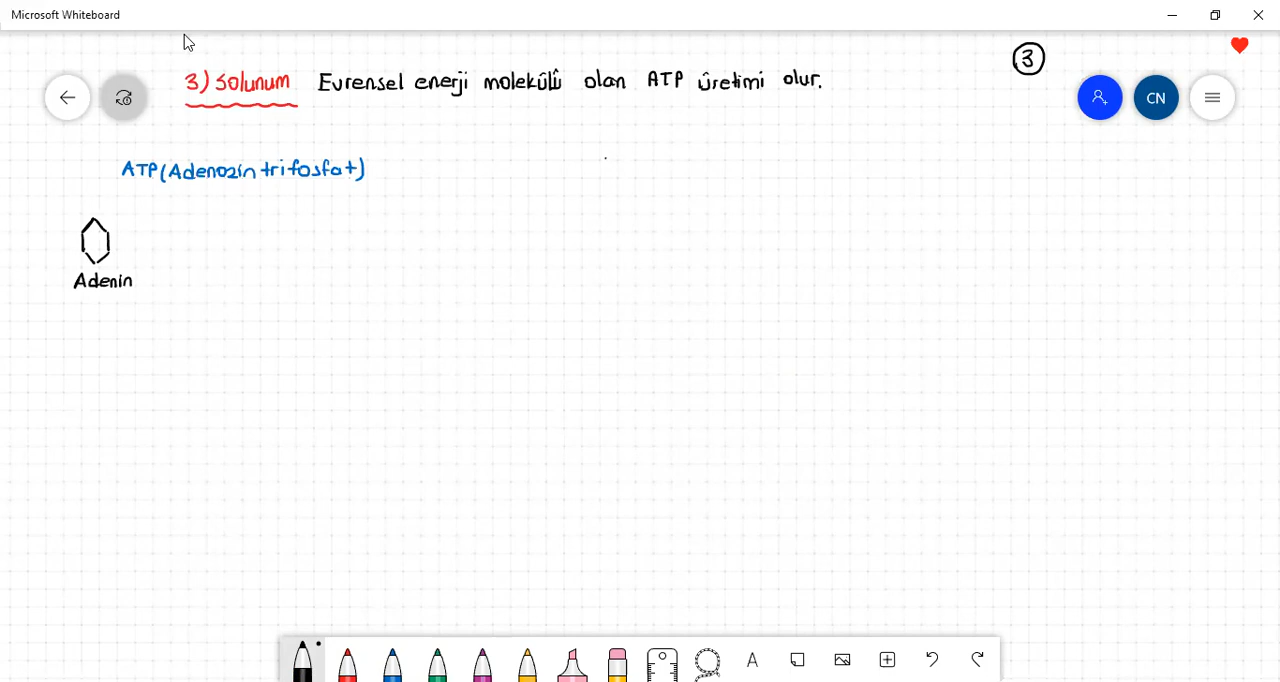 Microsoft Whiteboard
3) Solunum Evrensel enerji molekülü olan ATP üretimi olur.
3
CN
ATP (Adenozin trifosfat)
Adenin
A